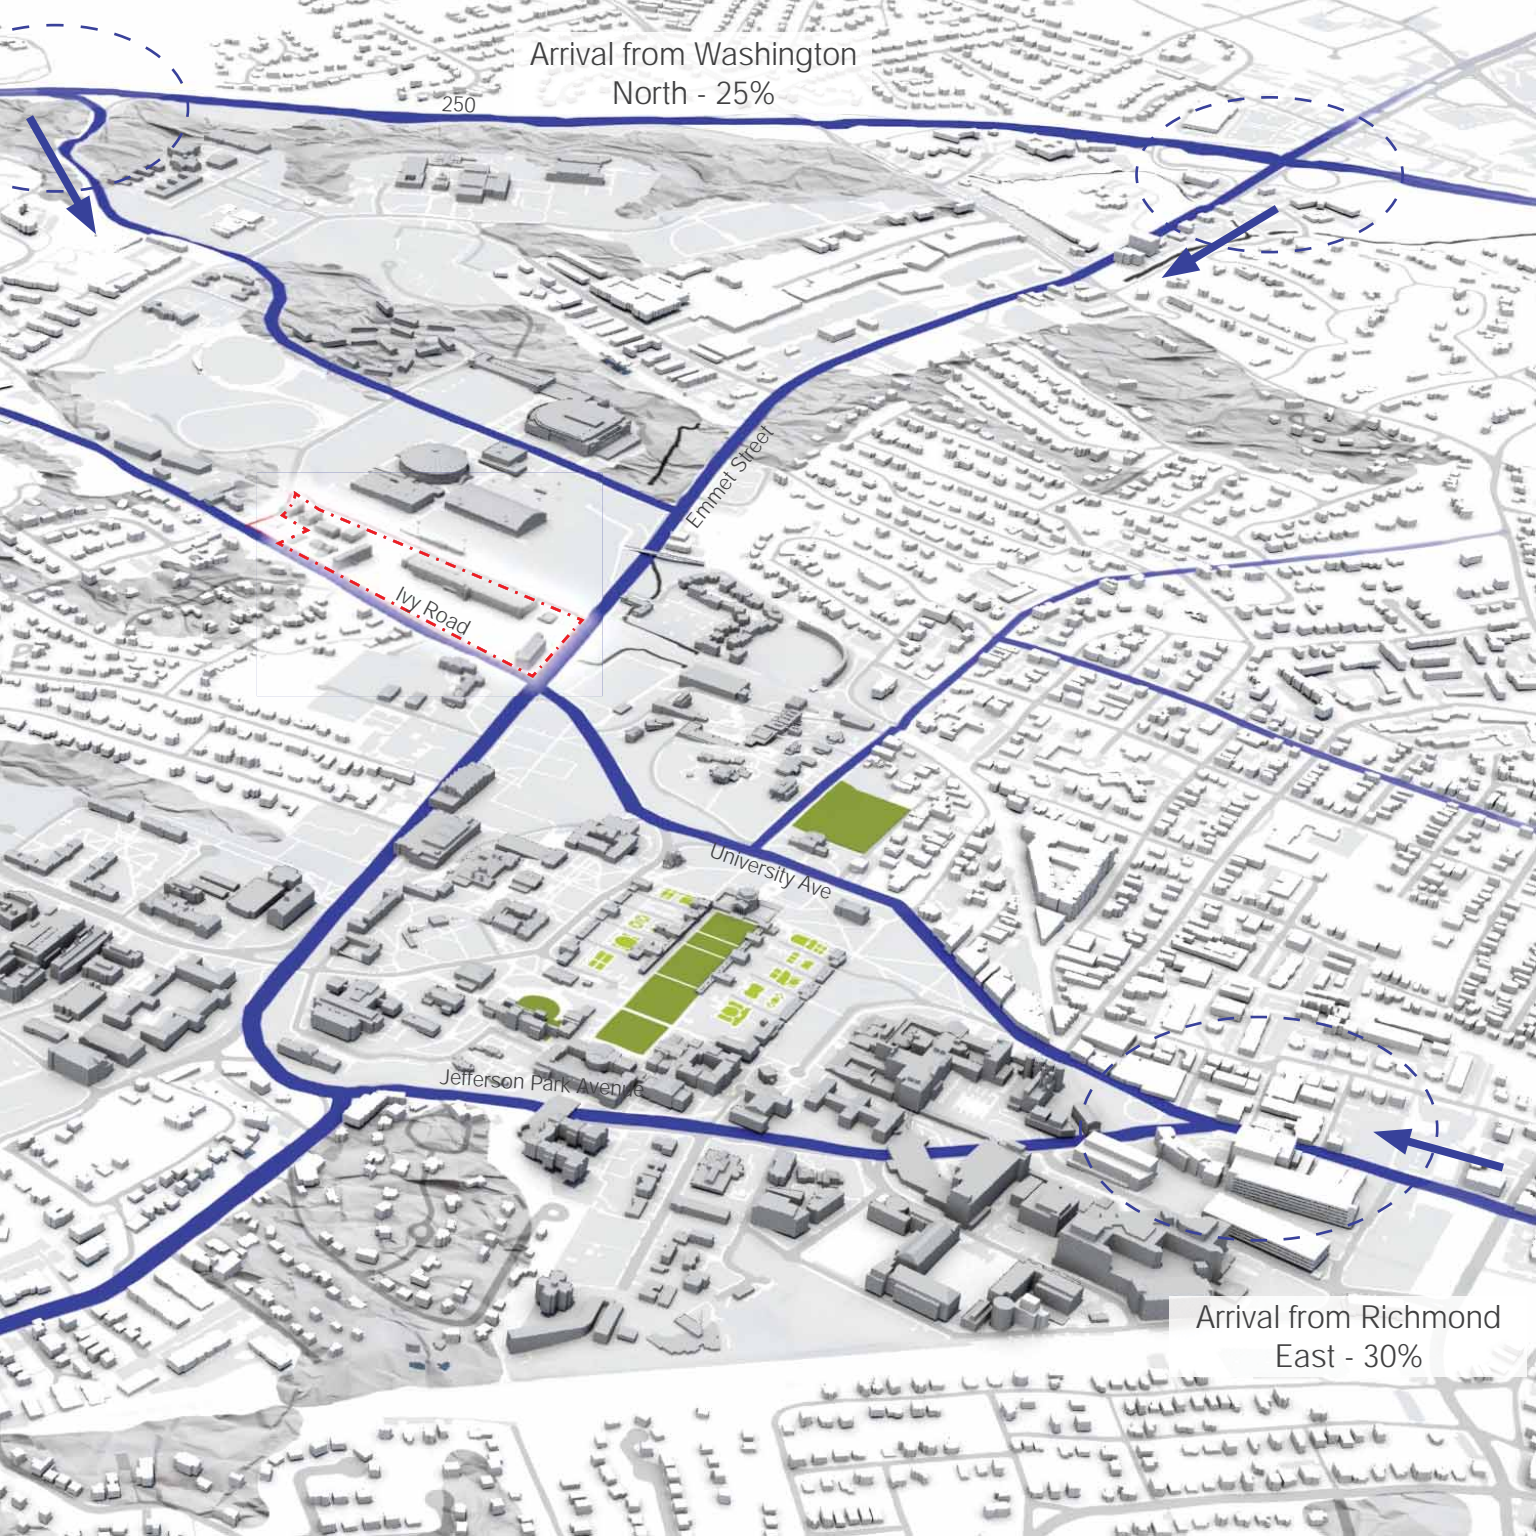 Arrival from Washington
North - 25%
250
Emmet Street
Ivy Road
University Ave
Jefferson Park Avenue
Arrival from Richmond
East - 30%